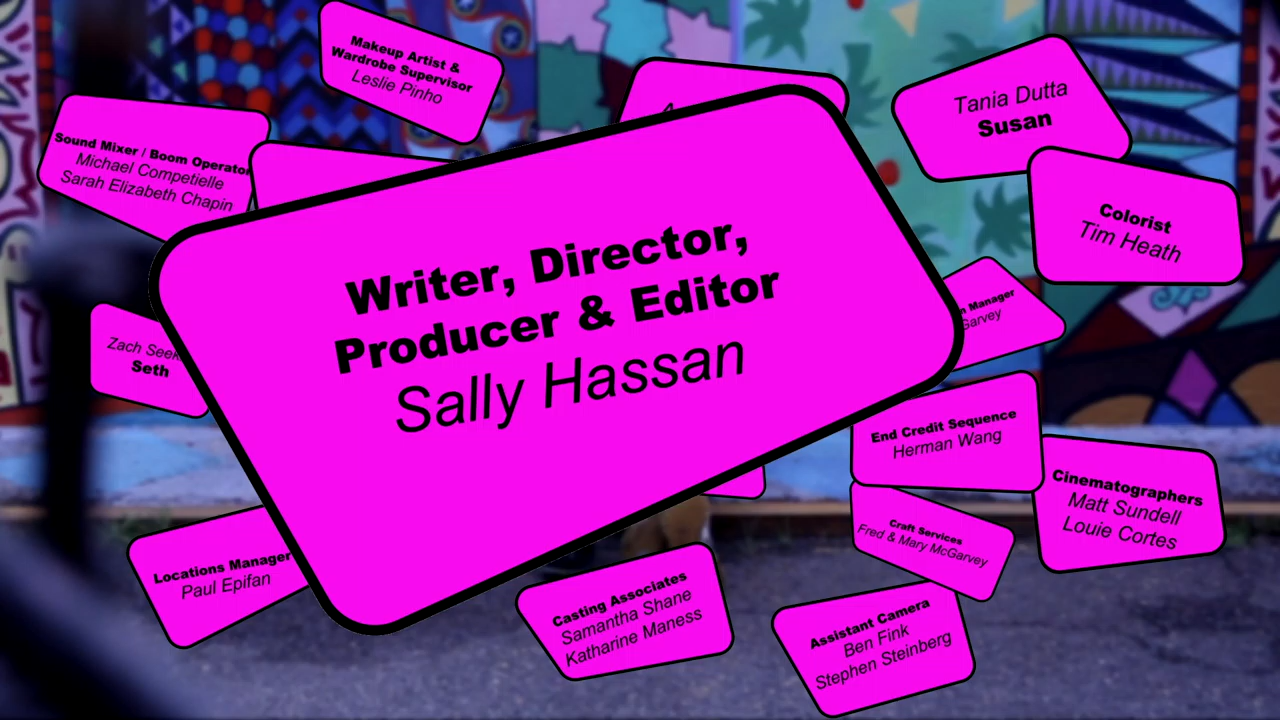 Makeup Artist &
Wardrobe Supervisor
Leslie Pinho
Tania Dutta
Susan
Sound Mixer / Boom Operator
Michael Competielle
Sarah Elizabeth Chapin
Colorist
Tim Heath
Writer, Director,
Producer & Editor
Sally Hassan
Manager
Garvey
Zach
Seth
End Credit Sequence
Herman Wang
Cinematographers
Matt Sundell
Louie Cortes
Craft Services
Fred & Mary McGarvey
Locations Manager
Paul Epifan
Casting Associates
Samantha Shane
Katharine Maness
Assistant Camera
Ben Fink
Stephen Steinberg